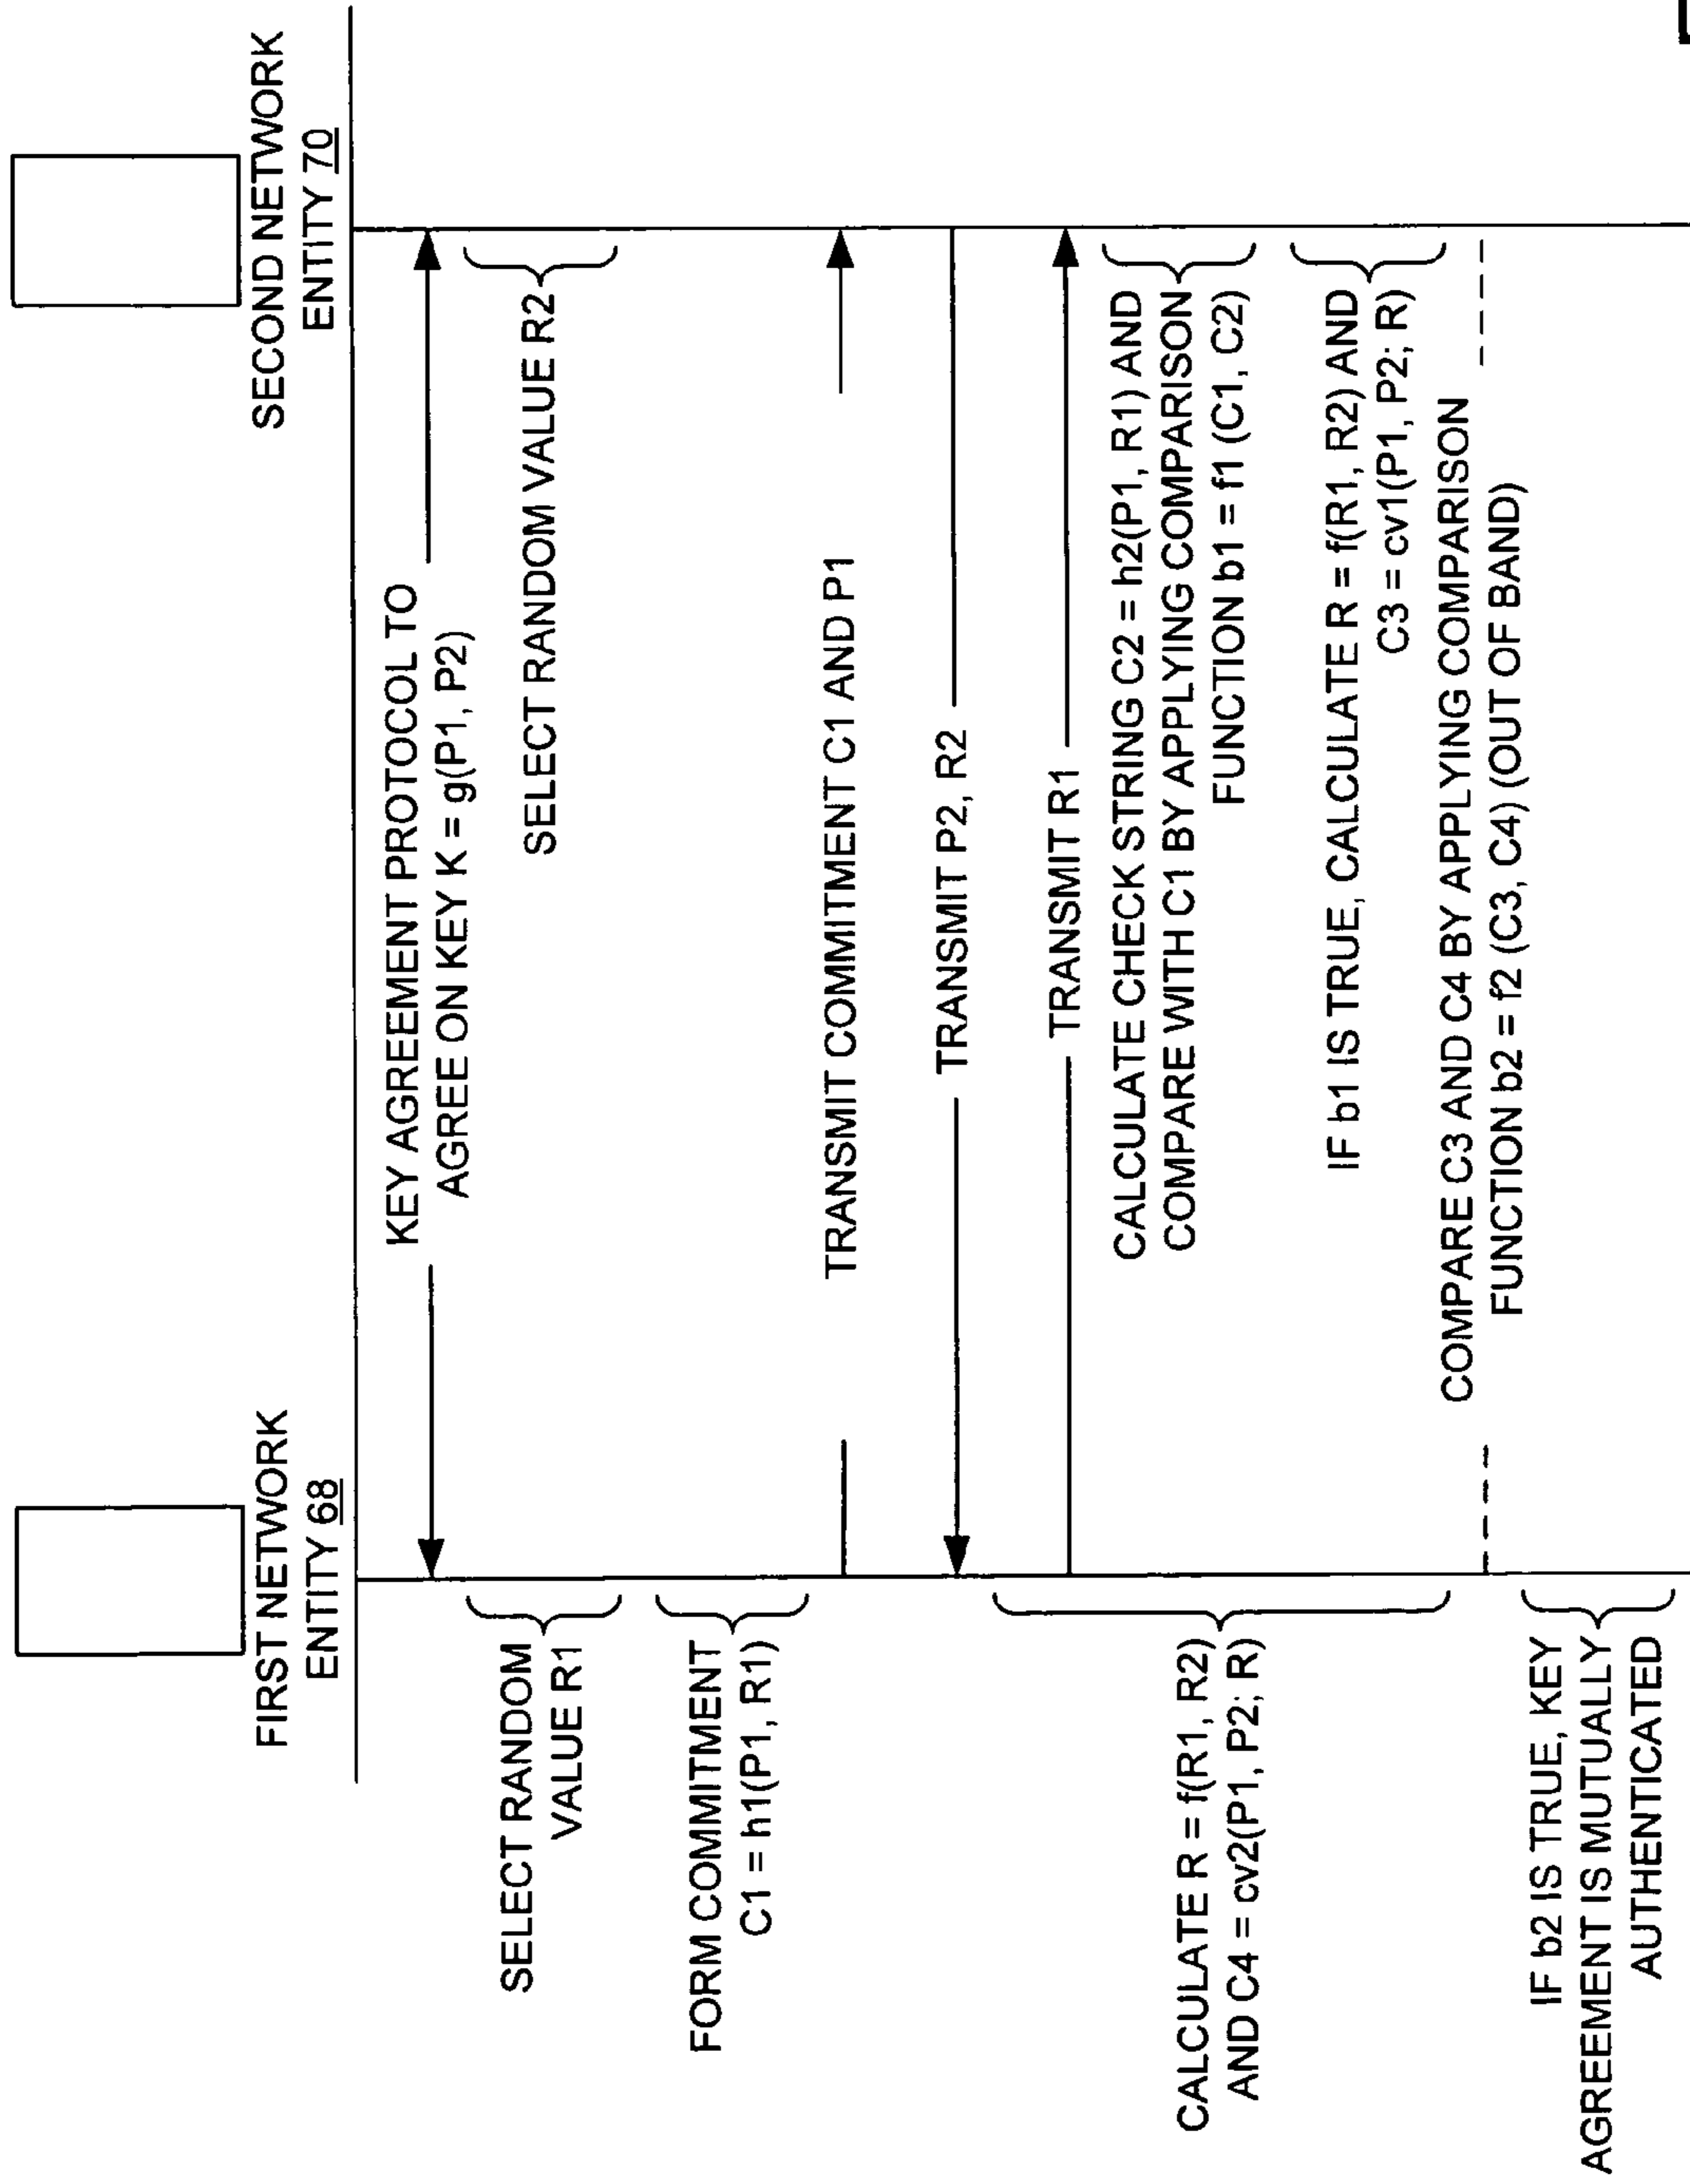 FIRST NETWORK
ENTITY 68
SECOND NETWORK
ENTITY 70
KEY AGREEMENT PROTOCOL TO
AGREE ON KEY K = g(P1, P2)
SELECT RANDOM
VALUE R1
SELECT RANDOM VALUE R2
FORM COMMITMENT
C1 = h1(P1, R1)
TRANSMIT COMMITMENT C1 AND P1
TRANSMIT P2, R2
TRANSMIT R1
CALCULATE CHECK STRING C2 = h2(P1, R1) AND
COMPARE WITH C1 BY APPLYING COMPARISON
FUNCTION b1 = f1 (C1, C2)
CALCULATE R = f(R1, R2)
AND C4 = cv2(P1, P2; R)
IF b1 IS TRUE, CALCULATE R = f(R1, R2) AND
C3 = cv1(P1, P2; R)
COMPARE C3 AND C4 BY APPLYING COMPARISON
FUNCTION b2 = f2 (C3, C4) (OUT OF BAND)
IF b2 IS TRUE, KEY
AGREEMENT IS MUTUALLY
AUTHENTICATED